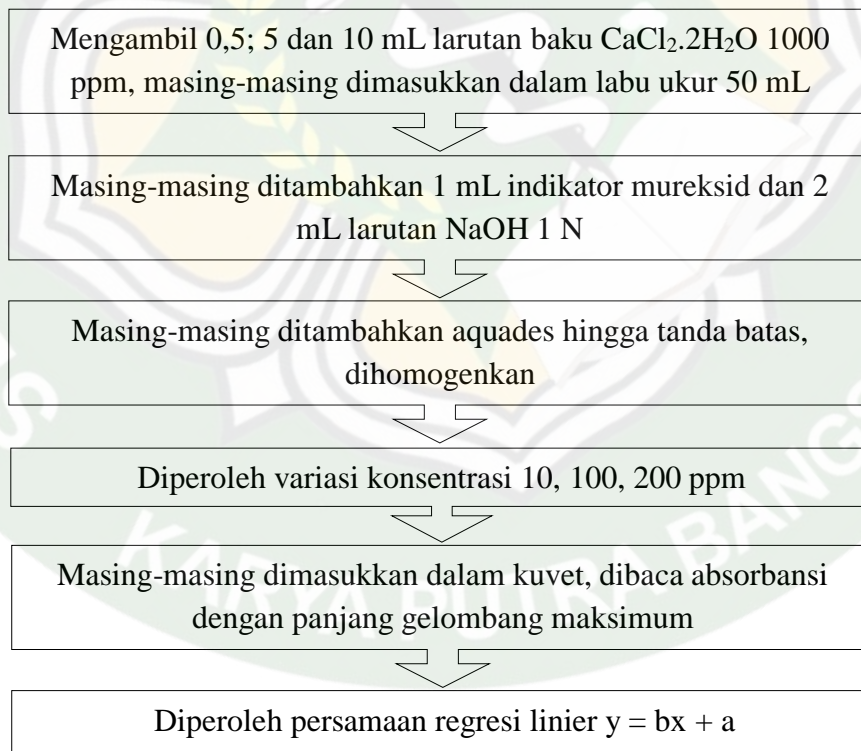 Mengambil 0,5; 5 dan 10 mL larutan baku CaCl₂.2H₂O 1000
ppm, masing-masing dimasukkan dalam labu ukur 50 mL
Masing-masing ditambahkan 1 mL indikator mureksid dan 2
mL larutan NaOH 1 N
Masing-masing ditambahkan aquades hingga tanda batas,
dihomogenkan
Diperoleh variasi konsentrasi 10, 100, 200 ppm
Masing-masing dimasukkan dalam kuvet, dibaca absorbansi
dengan panjang gelombang maksimum
Diperoleh persamaan regresi linier y = bx + a
KARYA PUTRA BANGS